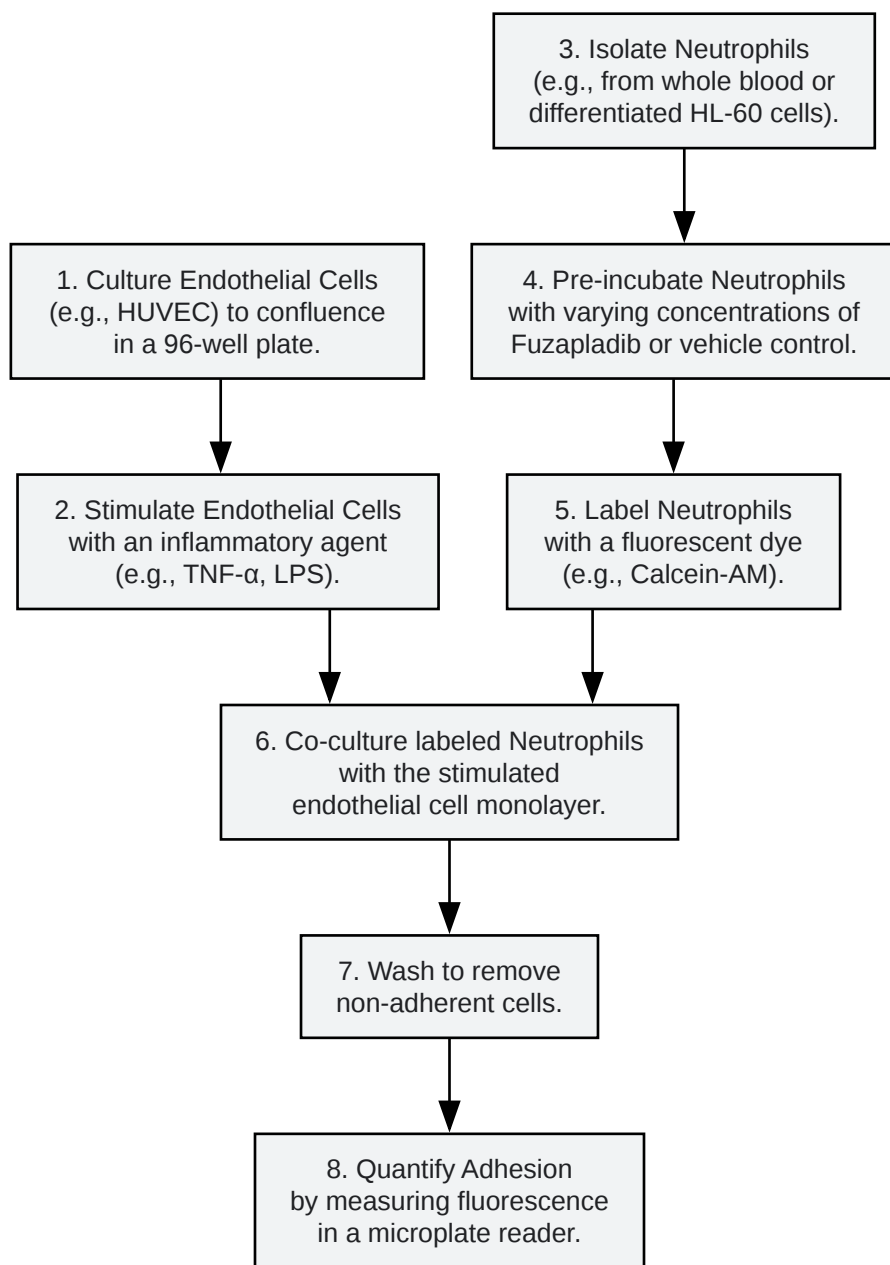 3. Isolate Neutrophils
(e.g., from whole blood or
differentiated HL-60 cells).
1. Culture Endothelial Cells
(e.g., HUVEC) to confluence
in a 96-well plate.
4. Pre-incubate Neutrophils
with varying concentrations of
Fuzapladib or vehicle control.
2. Stimulate Endothelial Cells
with an inflammatory agent
(e.g., TNF-α, LPS).
5. Label Neutrophils
with a fluorescent dye
(e.g., Calcein-AM).
6. Co-culture labeled Neutrophils
with the stimulated
endothelial cell monolayer.
7. Wash to remove
non-adherent cells.
8. Quantify Adhesion
by measuring fluorescence
in a microplate reader.